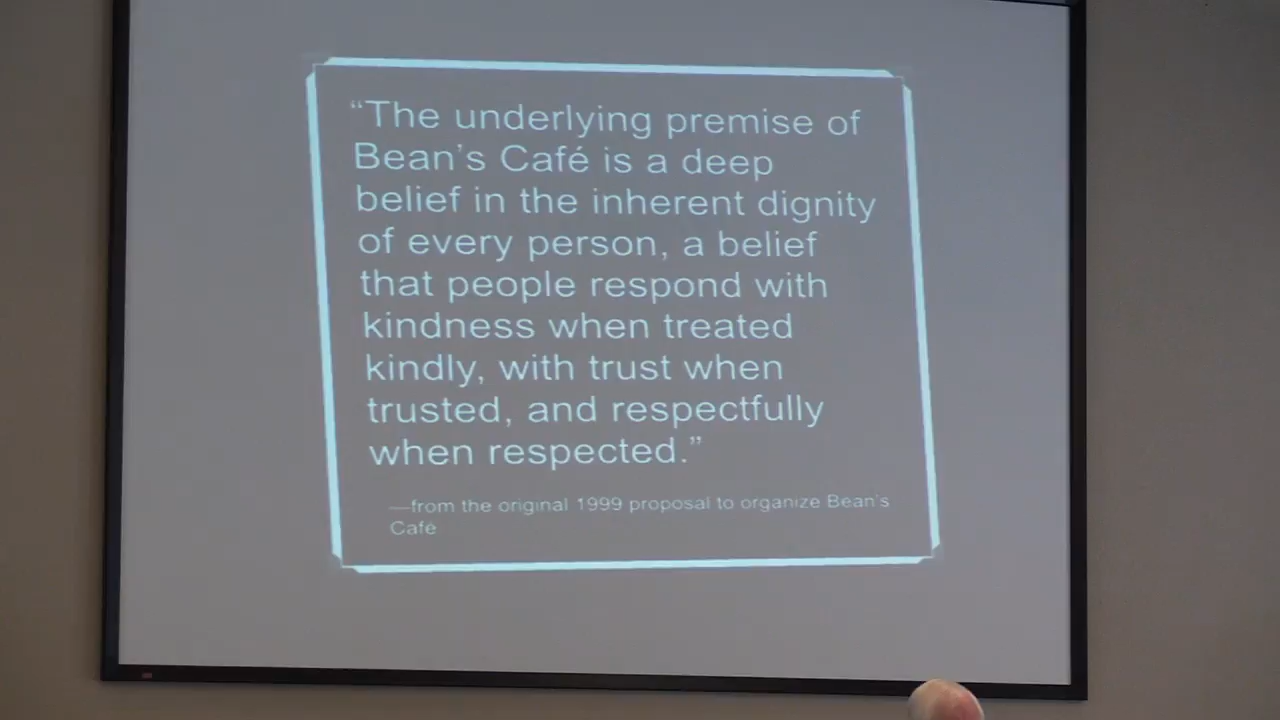 “The underlying premise of
Bean’s Café is a deep
belief in the inherent dignity
of every person, a belief
that people respond with
kindness when treated
kindly, with trust when
trusted, and respectfully
when respected.”
—from the original 1999 proposal to organize Bean’s
Café